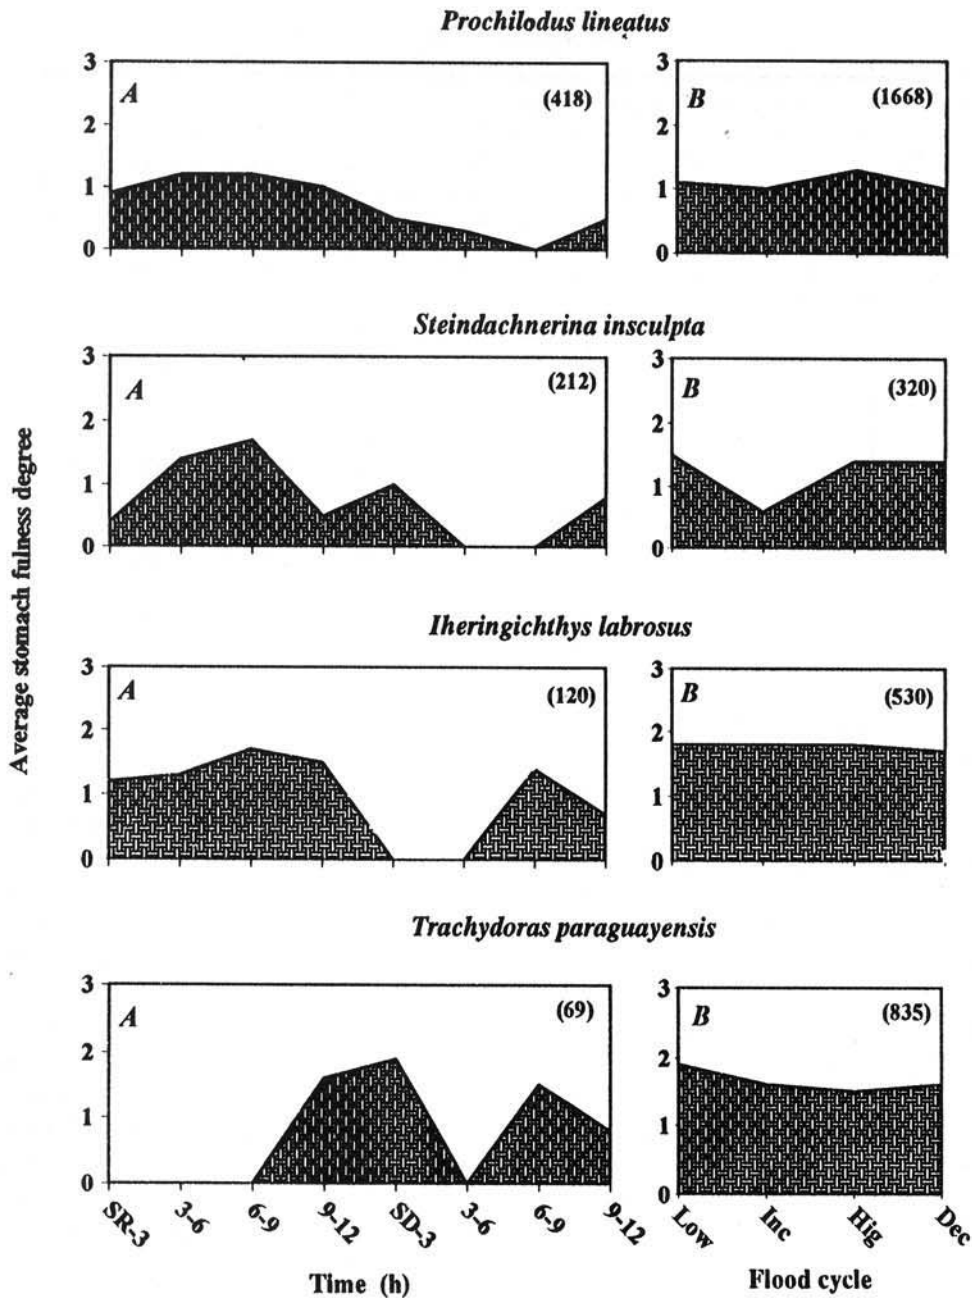 Prochilodus lineatus
3
2
1
0
A
(418)
3
2
1
0
B
(1668)
Steindachnerina insculpta
3
2
1
0
A
(212)
3
2
1
0
B
(320)
Average stomach fulness degree
Iheringichthys labrosus
3
2
1
0
A
(120)
3
2
1
0
B
(530)
Trachydoras paraguayensis
3
2
1
0
A
(69)
3
2
1
0
B
(835)
SR-3 3-6 6-9 9-12 SD-3 3-6 6-9 9-12
Low Inc Hig Dec
Time (h)
Flood cycle